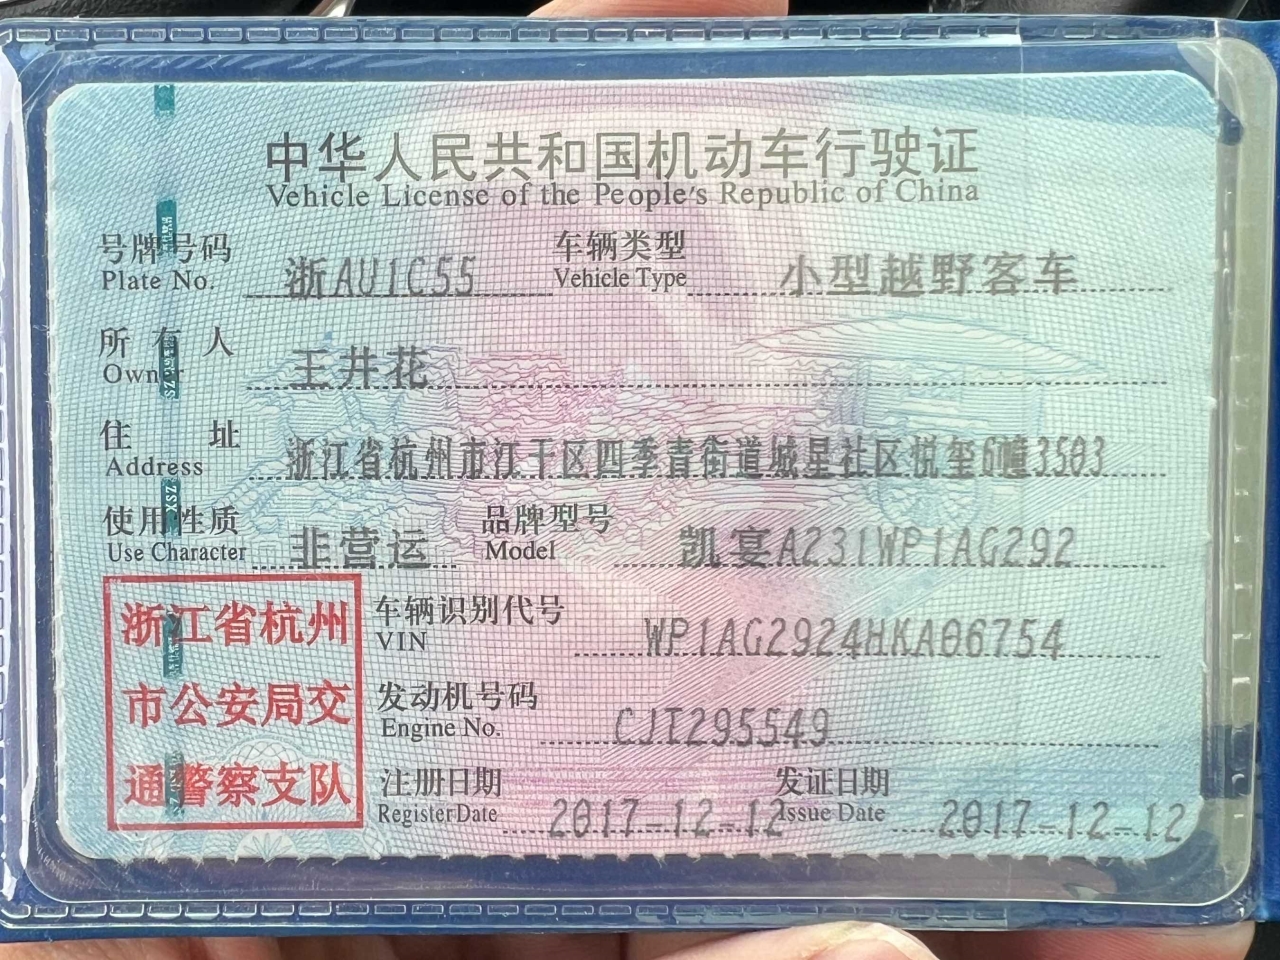 中华人民共和国机动车行驶证
Vehicle License of the People's Republic of China
号牌号码 浙AU1C55 车辆类型 小型越野客车
Plate No. Vehicle Type
所有人 王井花
Owner
住址 浙江省杭州市江干区四季青街道城星社区悦玺6幢3503
Address
使用性质 非营运 品牌型号 凯宴A231WP1AG292
Use Character Model
浙江省杭州
市公安局交
通警察支队
车辆识别代号 WP1AG2924HKA06754
VIN
发动机号码 CJT295549
Engine No.
注册日期 2017-12-12 发证日期 2017-12-12
Register Date Issue Date